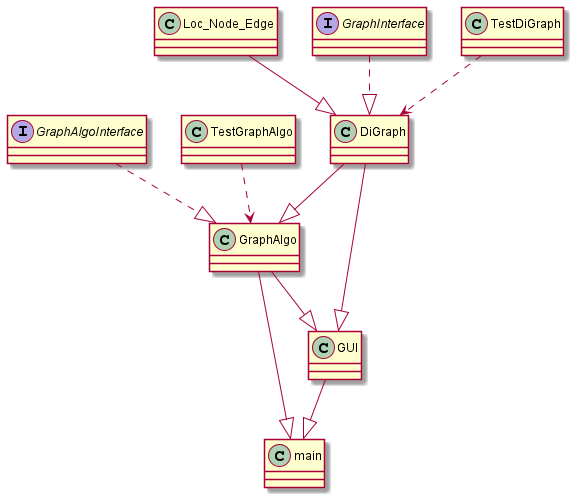 C Loc_Node_Edge
I GraphInterface
C TestDiGraph
I GraphAlgoInterface
C TestGraphAlgo
C DiGraph
C GraphAlgo
C GUI
C main